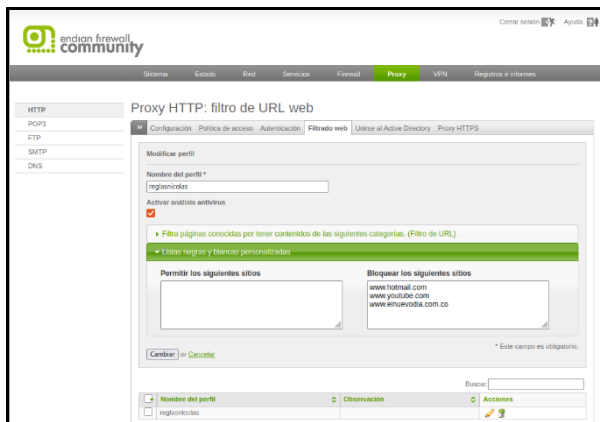 Cerrar sesión Ayuda
endian firewall
community
Sistema Estado Red Servicios Firewall Proxy VPN Registros e informes
HTTP
POP3
FTP
SMTP
DNS
Proxy HTTP: filtro de URL web
» Configuración Política de acceso Autenticación Filtrado web Unirse al Active Directory Proxy HTTPS
Modificar perfil
Nombre del perfil *
reglasnicolas
Activar análisis antivirus
Filtra páginas conocidas por tener contenidos de las siguientes categorías. (Filtro de URL)
Listas negras y blancas personalizadas
Permitir los siguientes sitios
Bloquear los siguientes sitios
www.hotmail.com
www.youtube.com
www.elnuevodia.com.co
* Este campo es obligatorio.
Cambiar or Cancelar
Buscar:
Nombre del perfil Observación Acciones
reglasnicolas